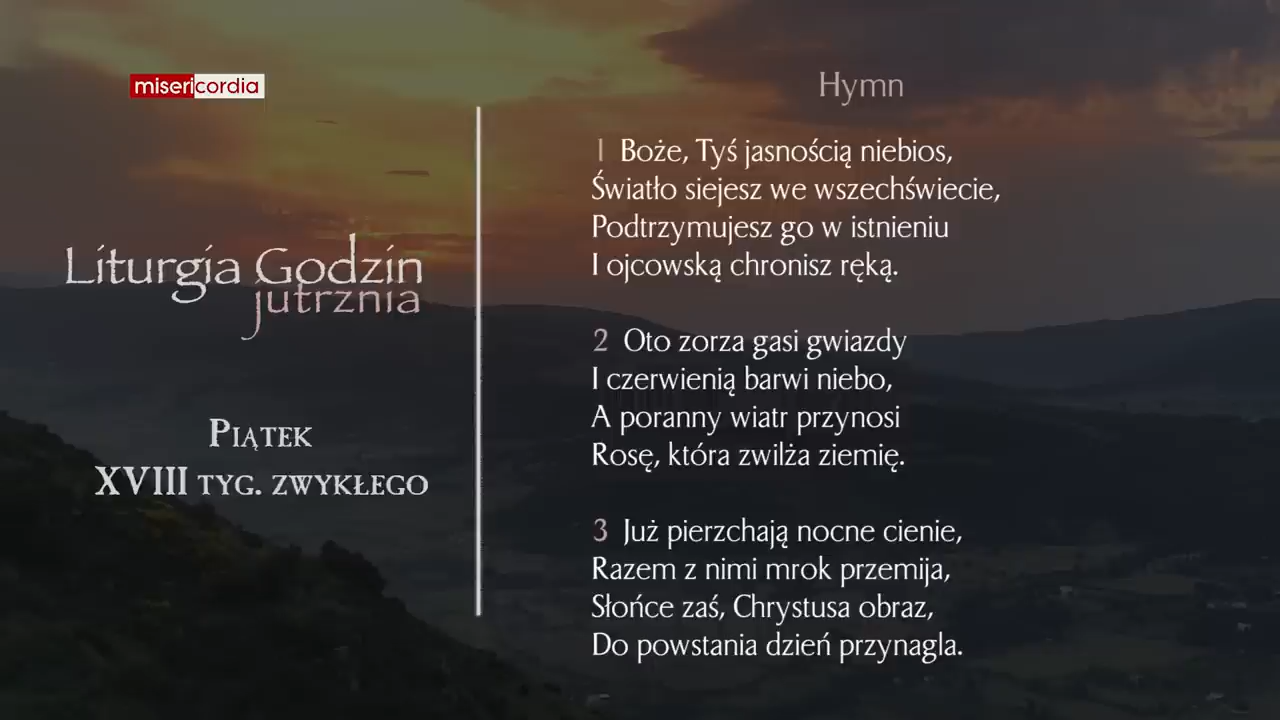 misericordia
Liturgia Godzin
jutrznia
Piątek
XVIII tyg. zwykłego
Hymn
1 Boże, Tyś jasnością niebios,
Światło siejesz we wszechświecie,
Podtrzymujesz go w istnieniu
I ojcowską chronisz ręką.
2 Oto zorza gasi gwiazdy
I czerwienią barwi niebo,
A poranny wiatr przynosi
Rosę, która zwilża ziemię.
3 Już pierzchają nocne cienie,
Razem z nimi mrok przemija,
Słońce zaś, Chrystusa obraz,
Do powstania dzień przynagla.